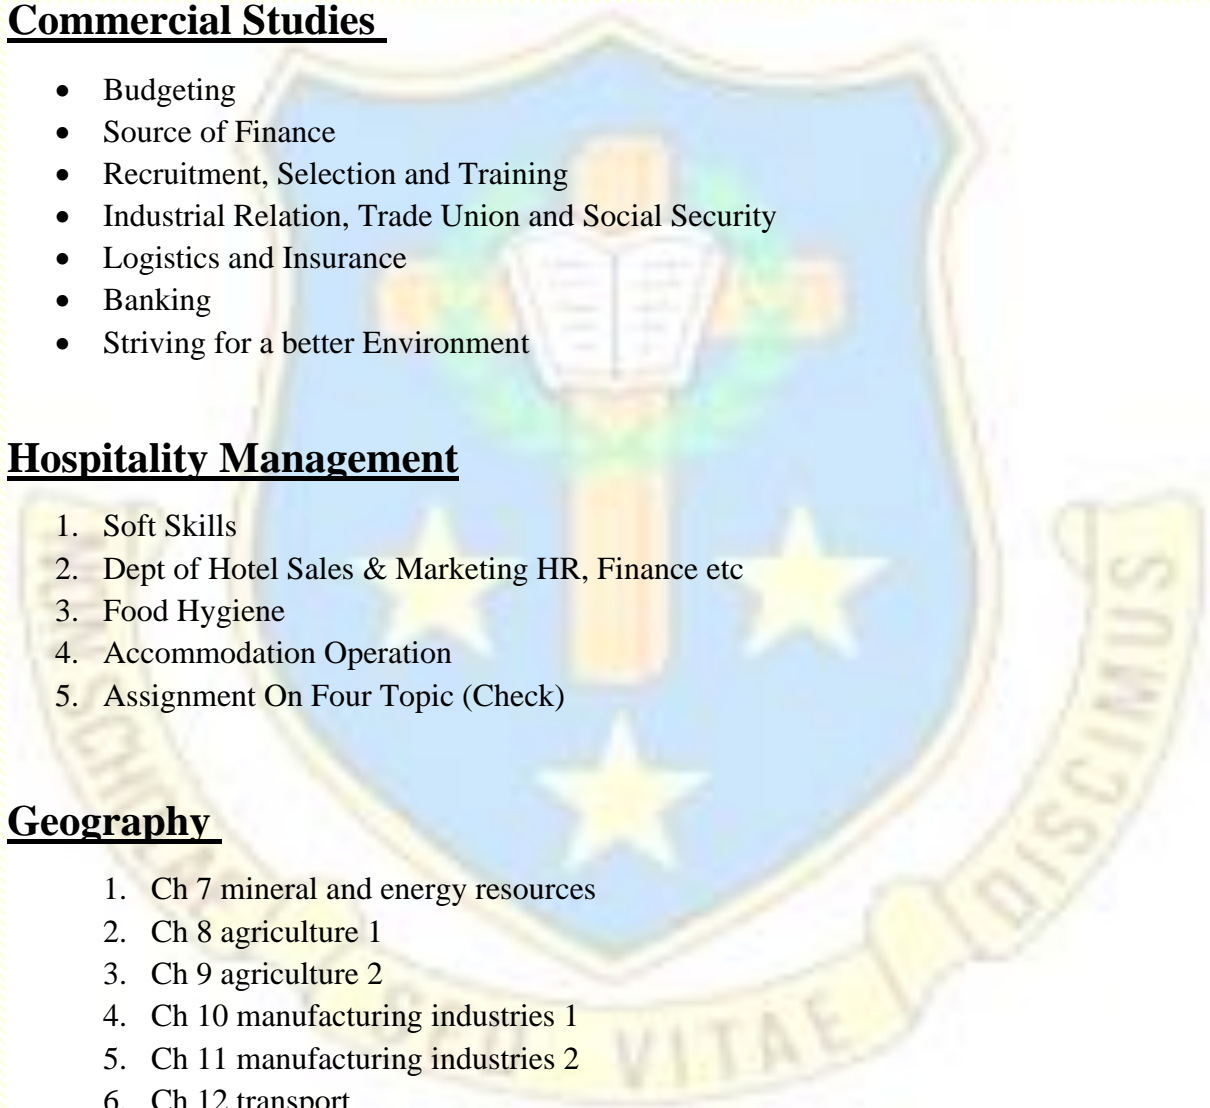 Commercial Studies
• Budgeting
• Source of Finance
• Recruitment, Selection and Training
• Industrial Relation, Trade Union and Social Security
• Logistics and Insurance
• Banking
• Striving for a better Environment
Hospitality Management
1. Soft Skills
2. Dept of Hotel Sales & Marketing HR, Finance etc
3. Food Hygiene
4. Accommodation Operation
5. Assignment On Four Topic (Check)
Geography
1. Ch 7 mineral and energy resources
2. Ch 8 agriculture 1
3. Ch 9 agriculture 2
4. Ch 10 manufacturing industries 1
5. Ch 11 manufacturing industries 2
6. Ch 12 transport
SED VITAE DISCIMUS